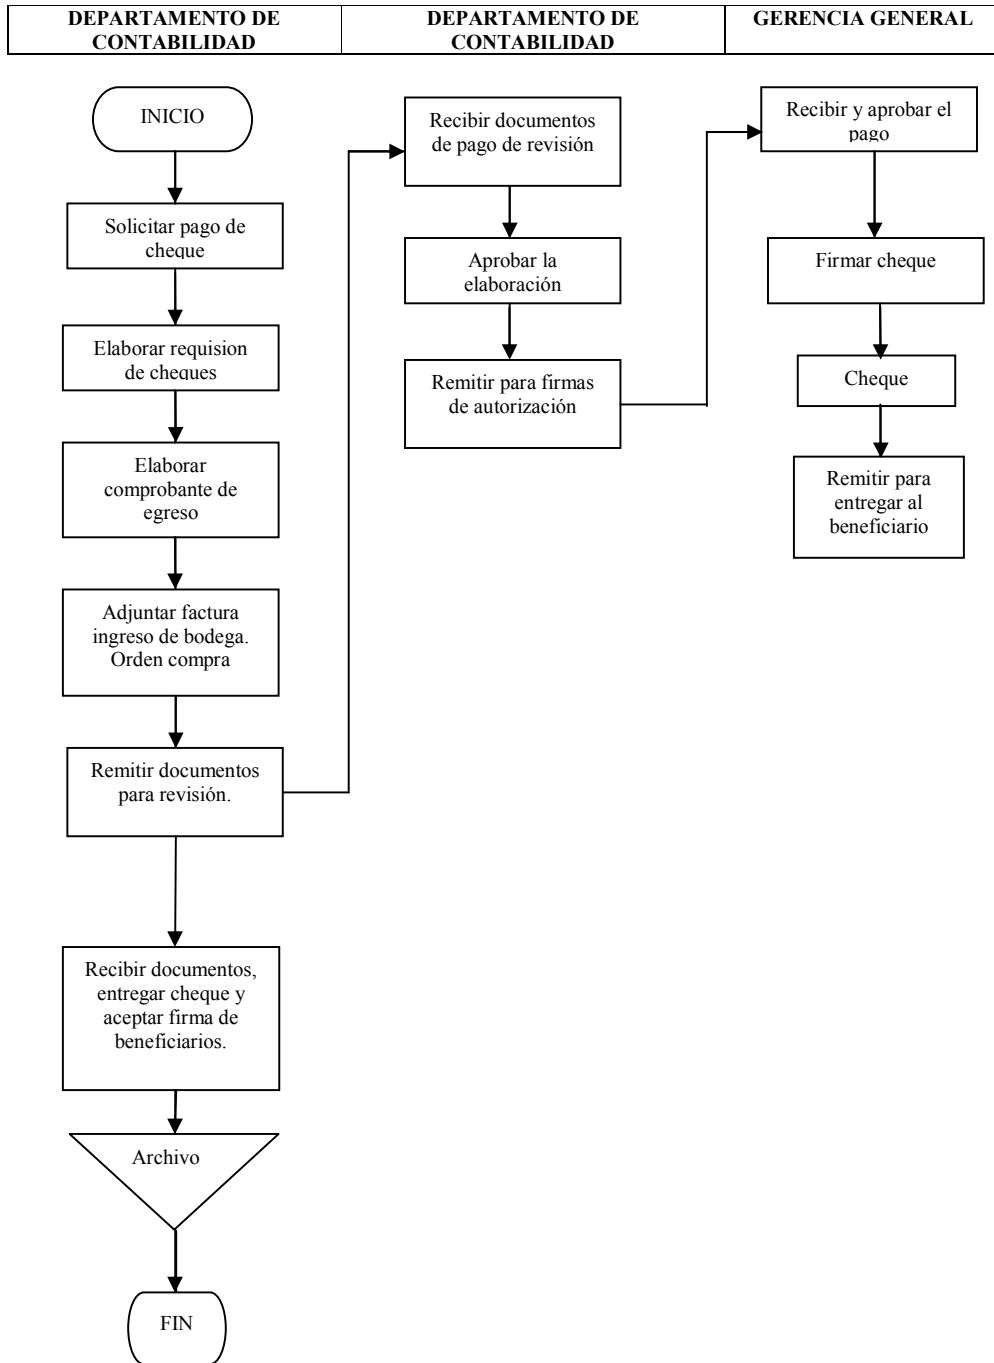 DEPARTAMENTO DE
CONTABILIDAD
DEPARTAMENTO DE
CONTABILIDAD
GERENCIA GENERAL
INICIO
Solicitar pago de
cheque
Elaborar requision
de cheques
Elaborar
comprobante de
egreso
Adjuntar factura
ingreso de bodega.
Orden compra
Remitir documentos
para revisión.
Recibir documentos,
entregar cheque y
aceptar firma de
beneficiarios.
Archivo
FIN
Recibir documentos
de pago de revisión
Aprobar la
elaboración
Remitir para firmas
de autorización
Recibir y aprobar el
pago
Firmar cheque
Cheque
Remitir para
entregar al
beneficiario